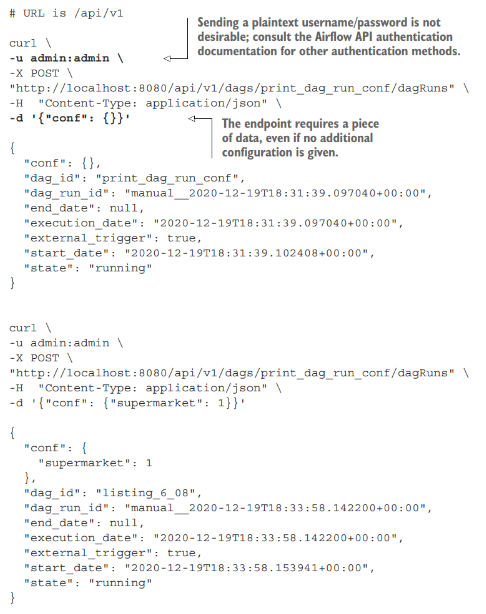 # URL is /api/v1
Sending a plaintext username/password is not
desirable; consult the Airflow API authentication
documentation for other authentication methods.
curl \
-u admin:admin \
-X POST \
"http://localhost:8080/api/v1/dags/print_dag_run_conf/dagRuns" \
-H  "Content-Type: application/json" \
-d '{"conf": {}}'
The endpoint requires a piece
of data, even if no additional
configuration is given.
{
  "conf": {},
  "dag_id": "print_dag_run_conf",
  "dag_run_id": "manual__2020-12-19T18:31:39.097040+00:00",
  "end_date": null,
  "execution_date": "2020-12-19T18:31:39.097040+00:00",
  "external_trigger": true,
  "start_date": "2020-12-19T18:31:39.102408+00:00",
  "state": "running"
}
curl \
-u admin:admin \
-X POST \
"http://localhost:8080/api/v1/dags/print_dag_run_conf/dagRuns" \
-H  "Content-Type: application/json" \
-d '{"conf": {"supermarket": 1}}'
{
  "conf": {
    "supermarket": 1
  },
  "dag_id": "listing_6_08",
  "dag_run_id": "manual__2020-12-19T18:33:58.142200+00:00",
  "end_date": null,
  "execution_date": "2020-12-19T18:33:58.142200+00:00",
  "external_trigger": true,
  "start_date": "2020-12-19T18:33:58.153941+00:00",
  "state": "running"
}